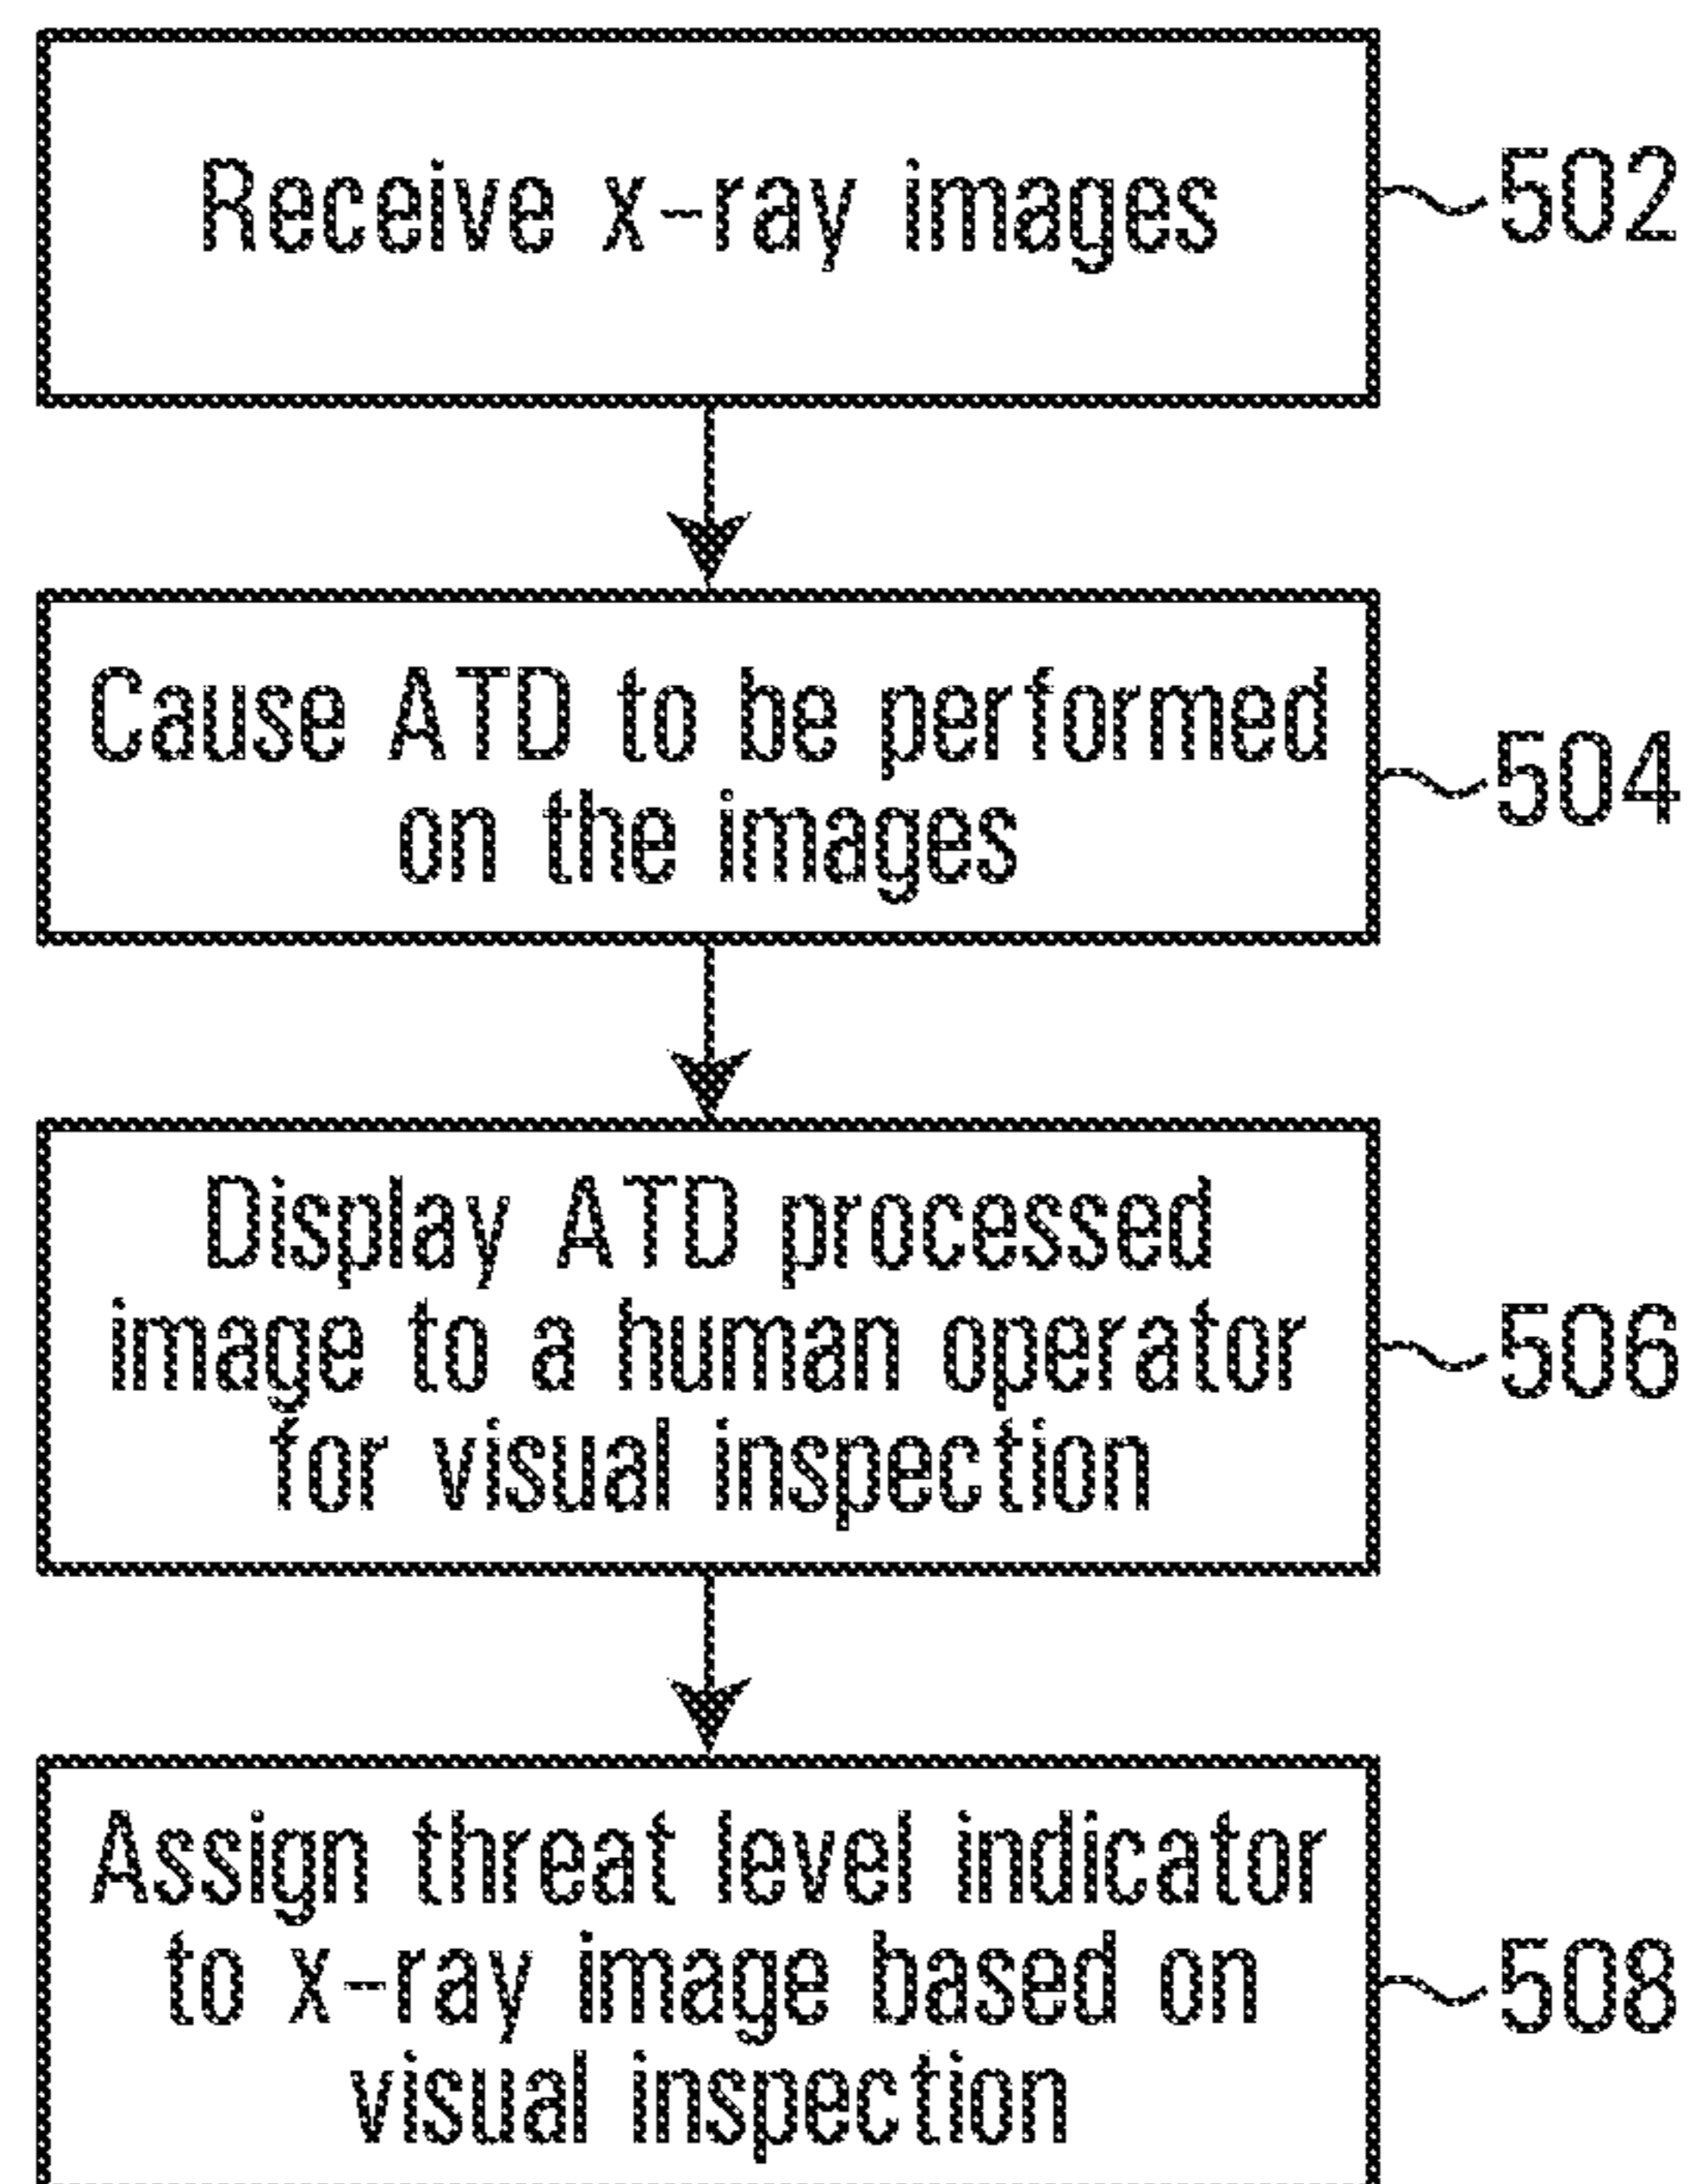 Receive x-ray images
502
Cause ATD to be performed
on the images
504
Display ATD processed
image to a human operator
for visual inspection
506
Assign threat level indicator
to x-ray image based on
visual inspection
508